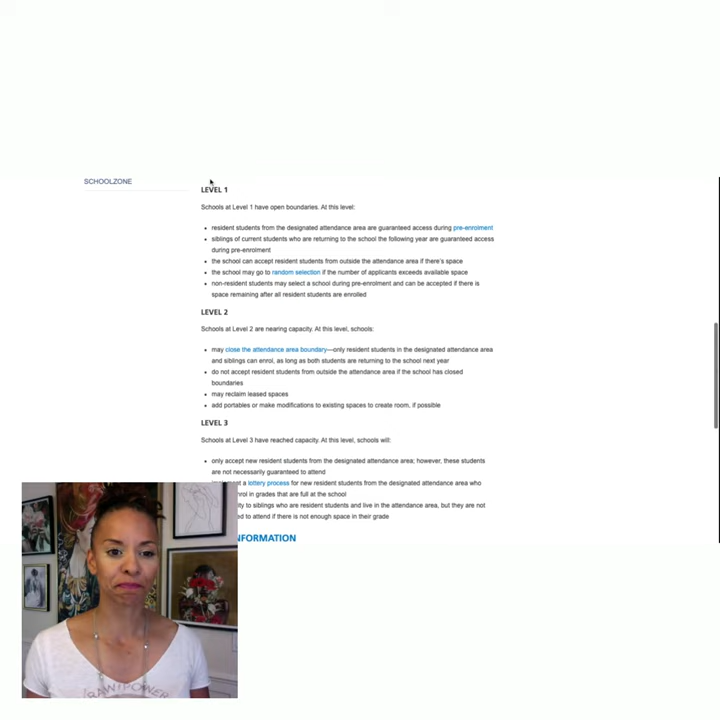 SCHOOLZONE
LEVEL 1
Schools at Level 1 have open boundaries. At this level:
resident students from the designated attendance area are guaranteed access during pre-enrolment
siblings of current students who are returning to the school the following year are guaranteed access
during pre-enrolment
the school can accept resident students from outside the attendance area if there's space
the school may go to random selection if the number of applicants exceeds available space
non-resident students may select a school during pre-enrolment and can be accepted if there is
space remaining after all resident students are enrolled
LEVEL 2
Schools at Level 2 are nearing capacity. At this level, schools:
may close the attendance area boundary—only resident students in the designated attendance area
and siblings can enrol, as long as both students are returning to the school next year
do not accept resident students from outside the attendance area if the school has closed
boundaries
may reclaim leased spaces
add portables or make modifications to existing spaces to create room, if possible
LEVEL 3
Schools at Level 3 have reached capacity. At this level, schools will:
only accept new resident students from the designated attendance area; however, these students
are not necessarily guaranteed to attend
a lottery process for new resident students from the designated attendance area who
enrol in grades that are full at the school
to siblings who are resident students and live in the attendance area, but they are not
to attend if there is not enough space in their grade
NFORMATION
RAW POWER